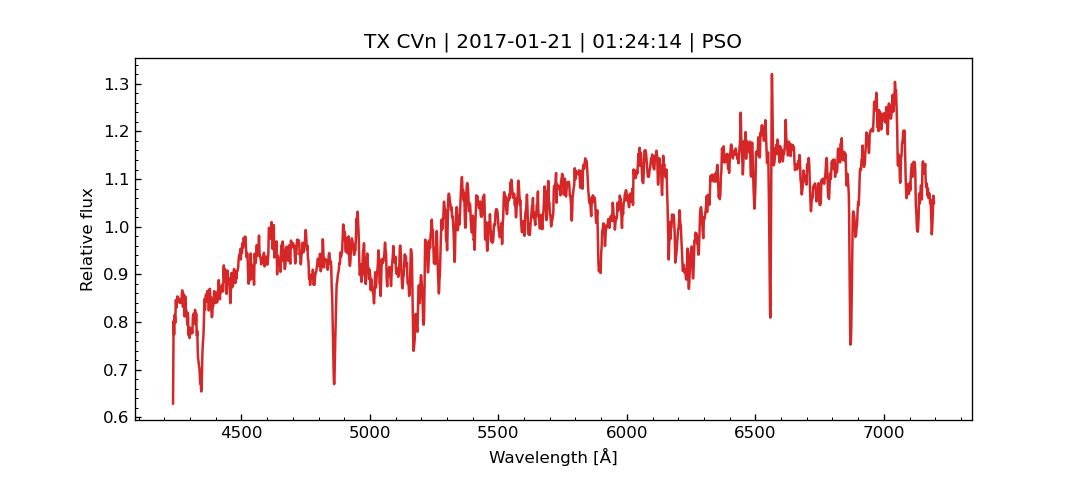 TX CVn | 2017-01-21 | 01:24:14 | PSO
1.3
1.2
1.1
1.0
0.9
0.8
0.7
0.6
Relative flux
4500 5000 5500 6000 6500 7000
Wavelength [Å]